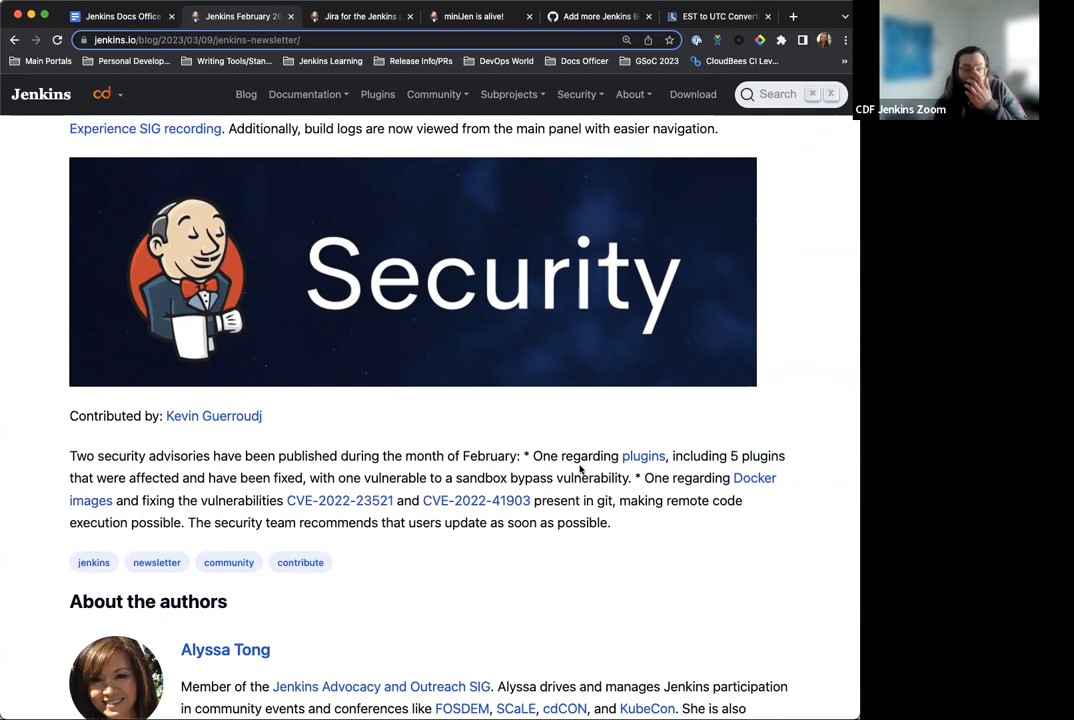 Jenkins Docs Office
Jenkins February 20
Jira for the Jenkins
miniJen is alive!
Add more Jenkins B
EST to UTC Convert
jenkins.io/blog/2023/03/09/jenkins-newsletter/
Main Portals
Personal Develop...
Writing Tools/Stan...
Jenkins Learning
Release Info/PRs
DevOps World
Docs Officer
GSoC 2023
CloudBees CI Lev...
»
Jenkins
cd
Blog
Documentation
Plugins
Community
Subprojects
Security
About
Download
Search ⌘ K
CDF Jenkins Zoom
Experience SIG recording. Additionally, build logs are now viewed from the main panel with easier navigation.
Security
Contributed by: Kevin Guerroudj
Two security advisories have been published during the month of February: * One regarding plugins, including 5 plugins
that were affected and have been fixed, with one vulnerable to a sandbox bypass vulnerability. * One regarding Docker
images and fixing the vulnerabilities CVE-2022-23521 and CVE-2022-41903 present in git, making remote code
execution possible. The security team recommends that users update as soon as possible.
jenkins
newsletter
community
contribute
About the authors
Alyssa Tong
Member of the Jenkins Advocacy and Outreach SIG. Alyssa drives and manages Jenkins participation
in community events and conferences like FOSDEM, SCaLE, cdCON, and KubeCon. She is also